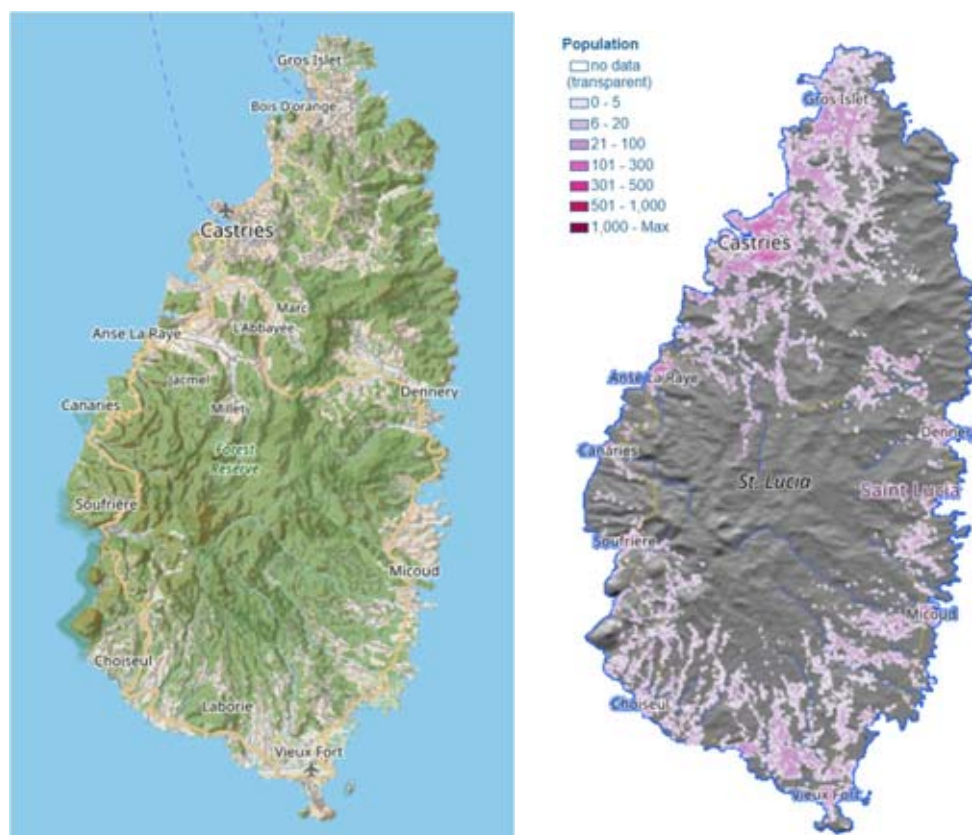 Gros Islet
Bois D'orange
Castries
Marc
L'Abbayée
Anse La Raye
Jacmel
Canaries
Millet
Dennery
Forest
Reserve
Soufrière
Micoud
Choiseul
Laborie
Vieux Fort
Population
no data
(transparent)
0 - 5
6 - 20
21 - 100
101 - 300
301 - 500
501 - 1,000
1,000 - Max
Gros Islet
Castries
Anse La Raye
Dennery
Canaries
St. Lucia
Saint Lucia
Soufrière
Micoud
Choiseul
Vieux Fort